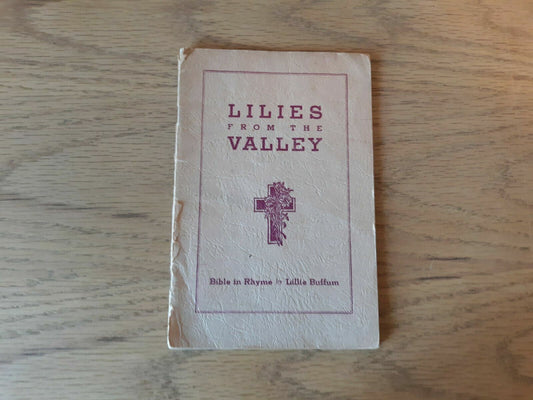 LILIES
FROM THE
VALLEY
Bible in Rhyme by Lillie Buffum